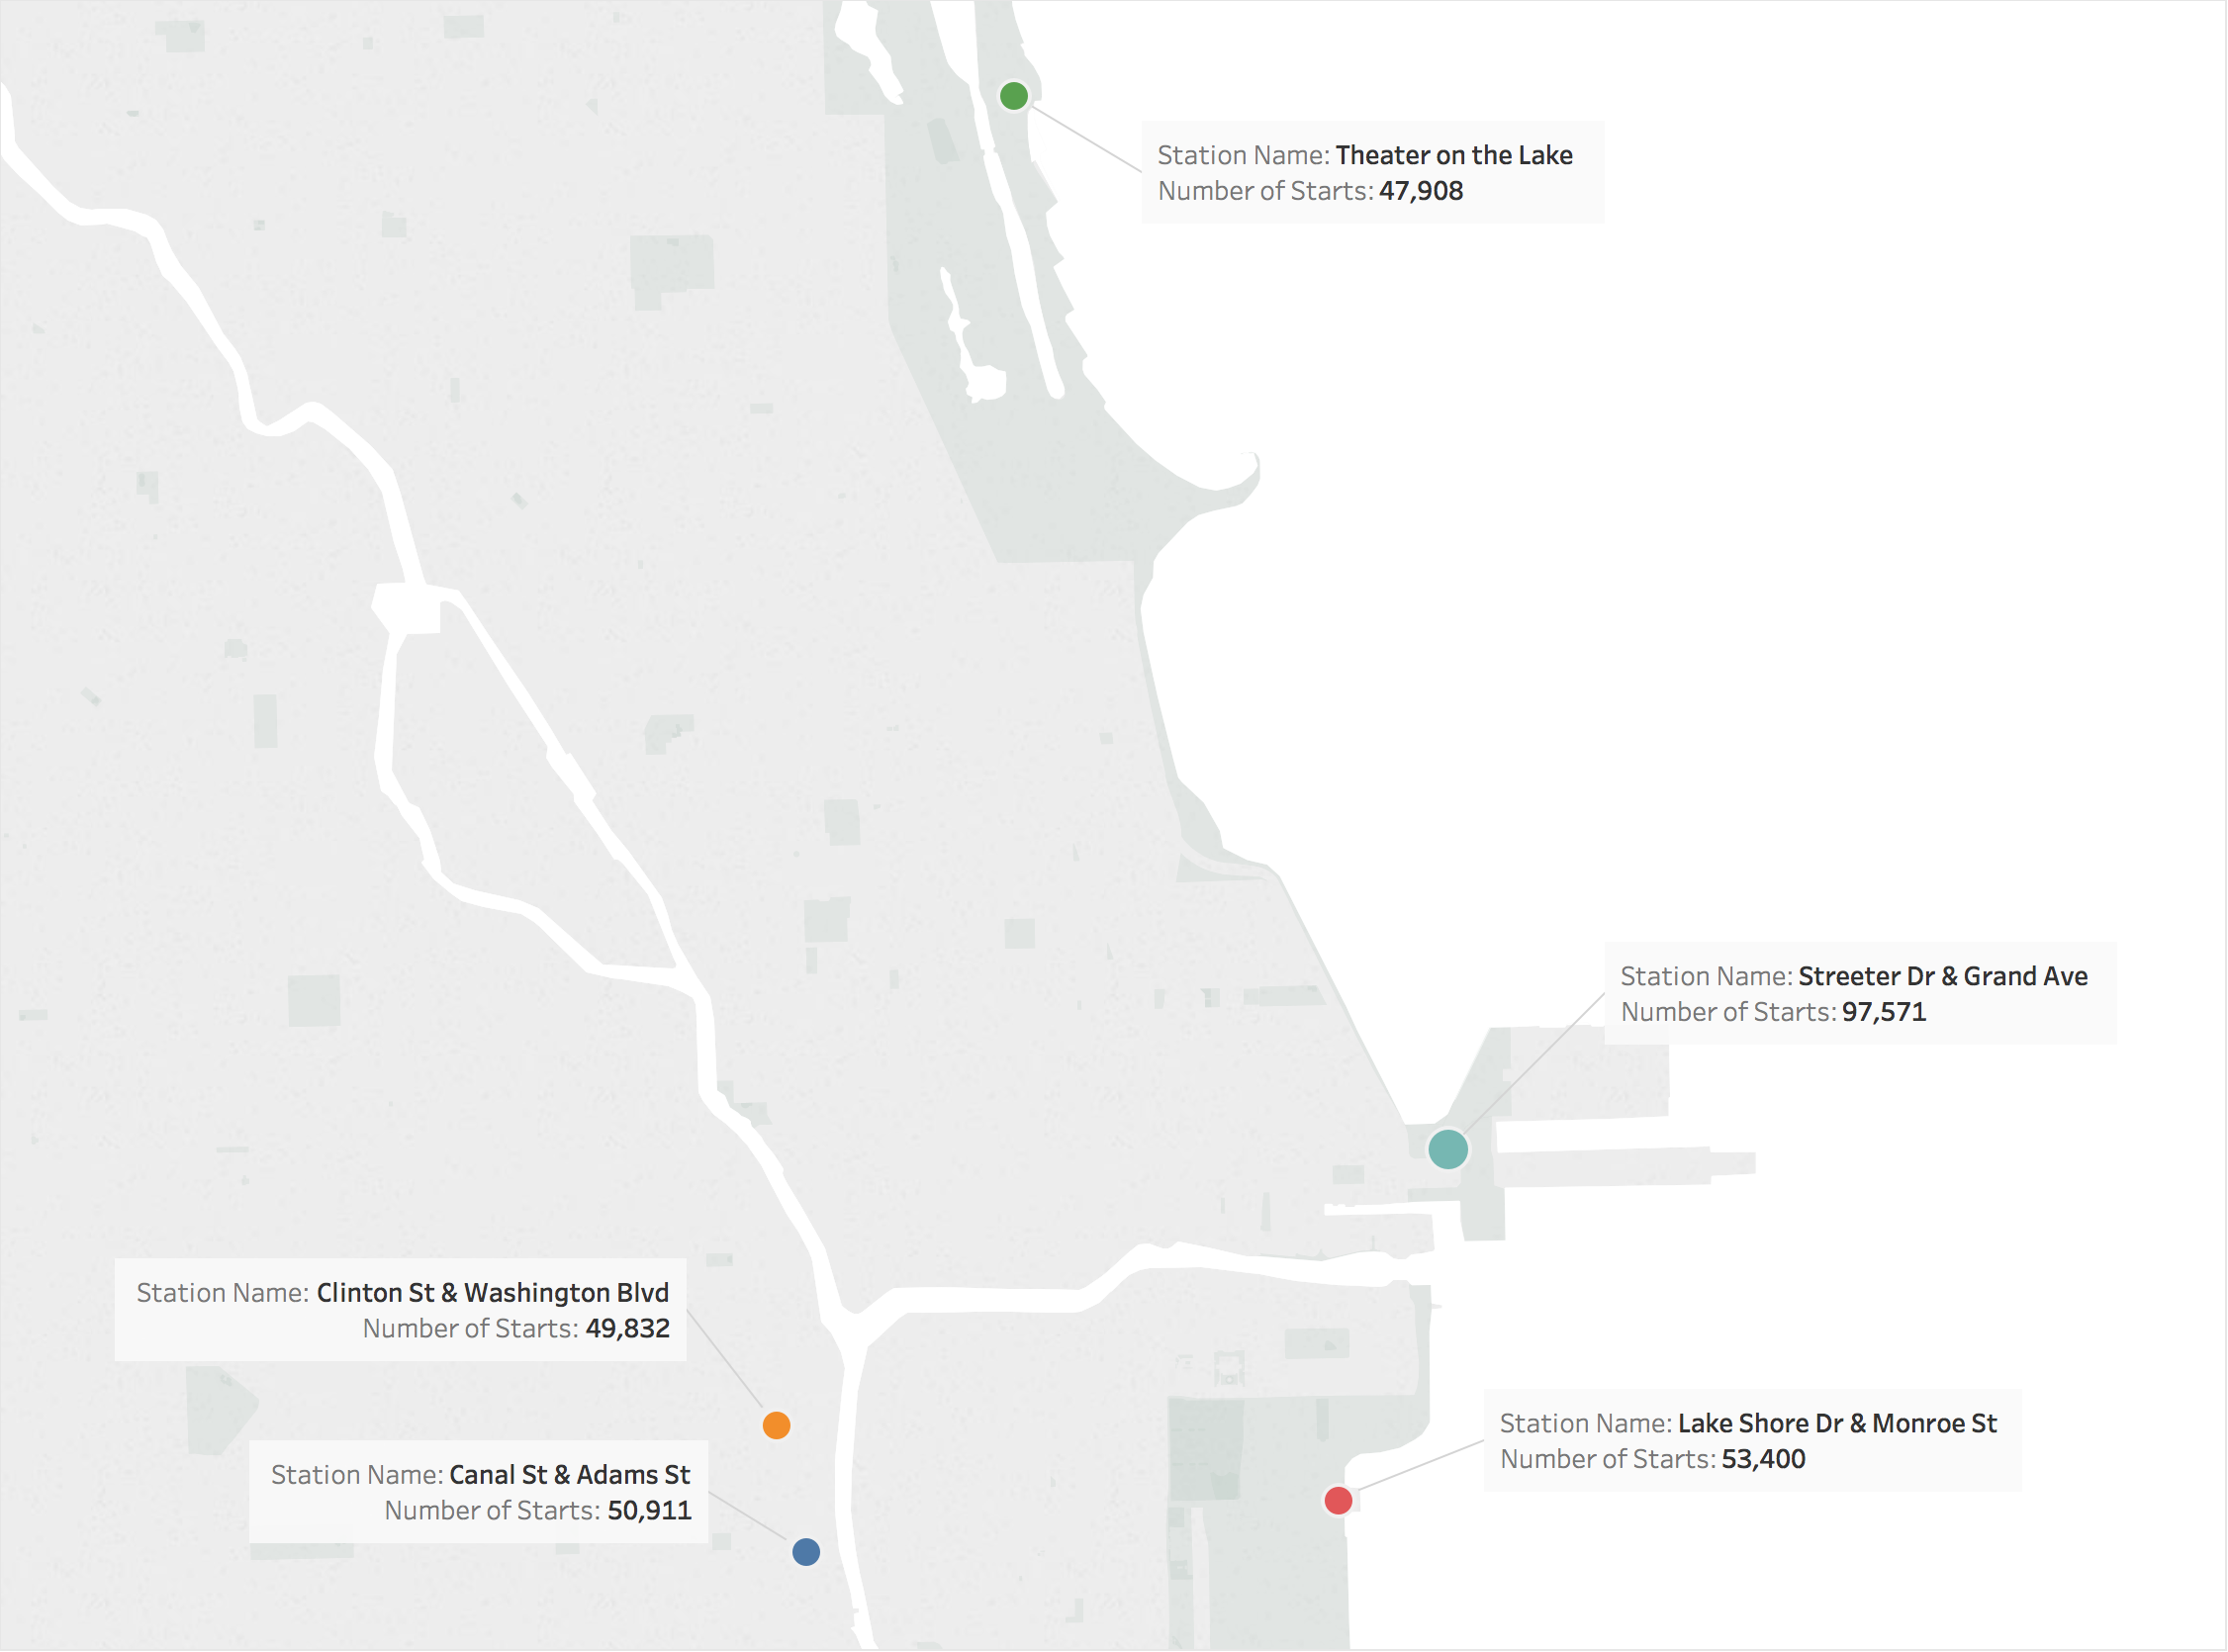 Station Name: Theater on the Lake
Number of Starts: 47,908
Station Name: Streeter Dr & Grand Ave
Number of Starts: 97,571
Station Name: Clinton St & Washington Blvd
Number of Starts: 49,832
Station Name: Lake Shore Dr & Monroe St
Number of Starts: 53,400
Station Name: Canal St & Adams St
Number of Starts: 50,911